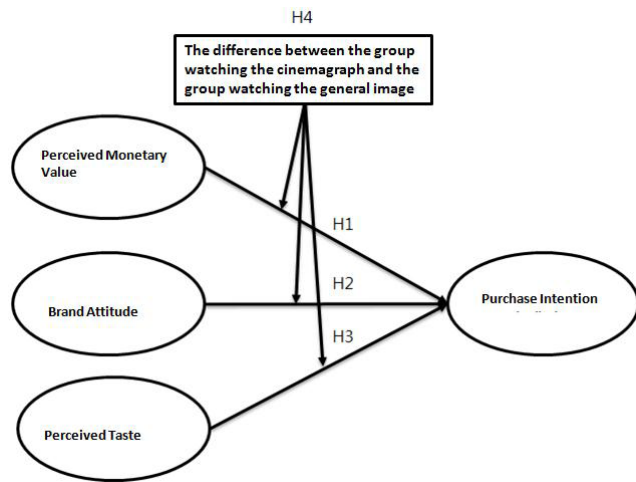 H4
The difference between the group
watching the cinemagraph and the
group watching the general image
Perceived Monetary
Value
H1
H2
Brand Attitude
Purchase Intention
H3
Perceived Taste